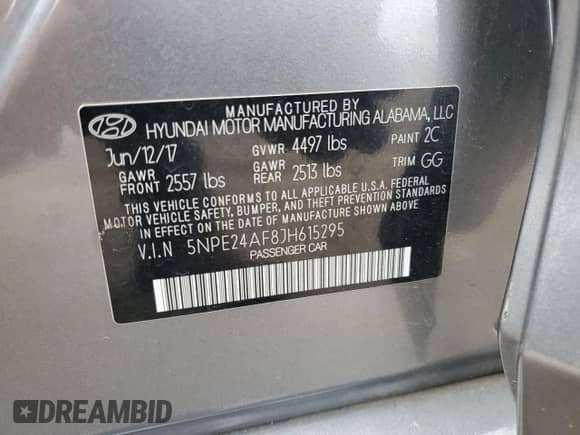 MANUFACTURED BY
HYUNDAI MOTOR MANUFACTURING ALABAMA, LLC
Jun/12/17 GVWR 4497 lbs PAINT 2C
GAWR FRONT 2557 lbs GAWR REAR 2513 lbs TRIM GG
THIS VEHICLE CONFORMS TO ALL APPLICABLE U.S.A. FEDERAL
MOTOR VEHICLE SAFETY, BUMPER, AND THEFT PREVENTION STANDARDS
IN EFFECT ON THE DATE OF MANUFACTURE SHOWN ABOVE.
V.I.N 5NPE24AF8JH615295
PASSENGER CAR
DREAMBID